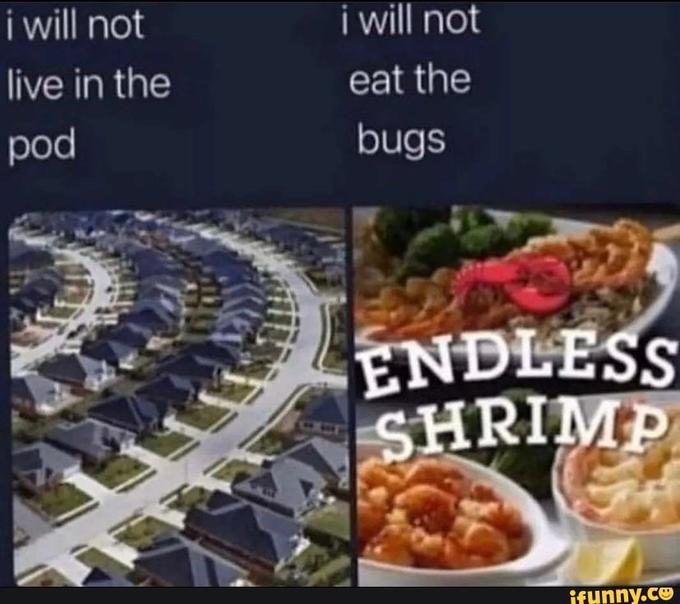 i will not
live in the
pod
i will not
eat the
bugs
ENDLESS
SHRIMP
ifunny.co